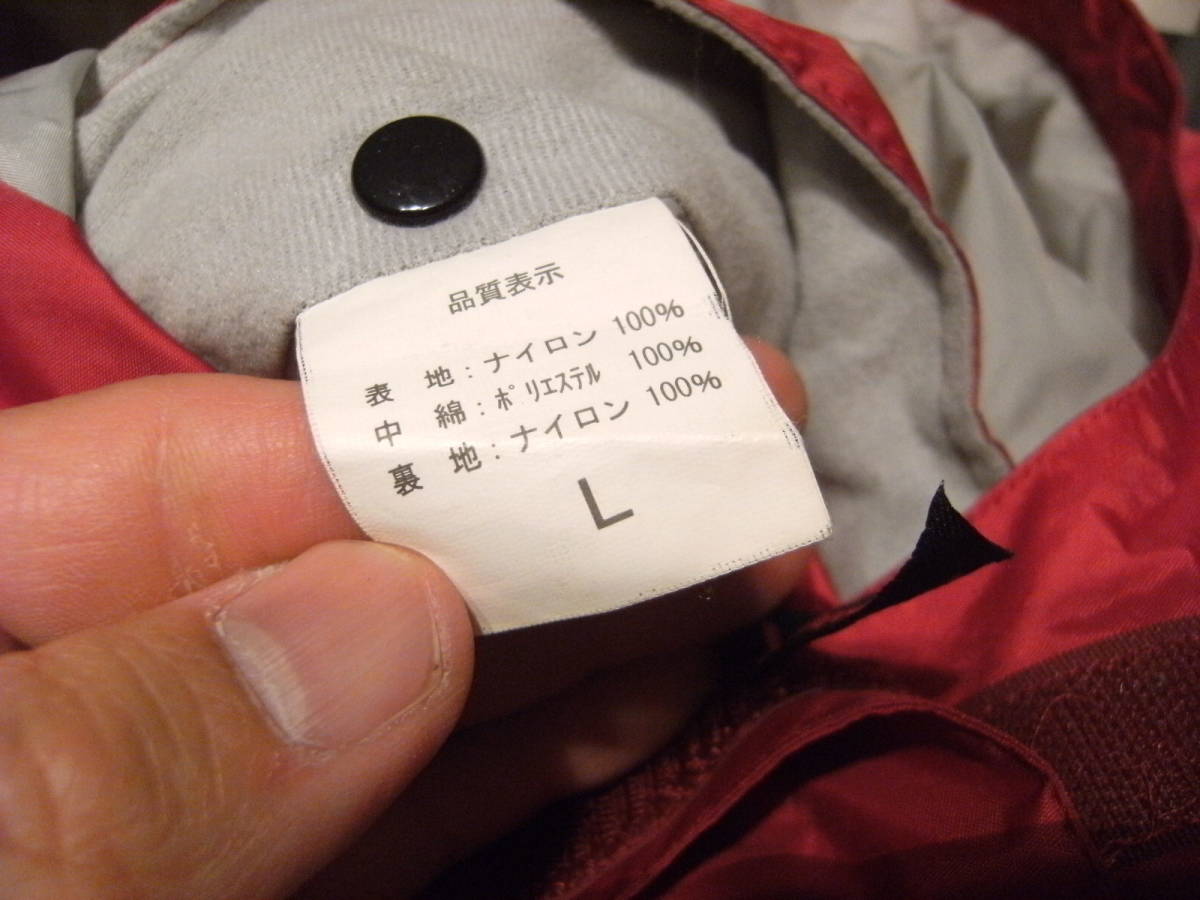 品質表示
表 地：ナイロン 100%
中 綿：ﾎﾟﾘｴｽﾃﾙ 100%
裏 地：ナイロン 100%
L